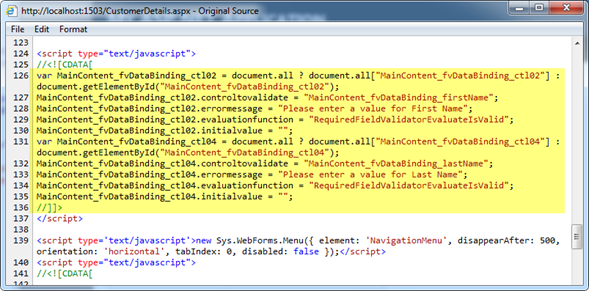 http://localhost:1503/CustomerDetails.aspx - Original Source
File Edit Format
123
124 <script type="text/javascript">
125 //<![CDATA[
126 var MainContent_fvDataBinding_ctl02 = document.all ? document.all["MainContent_fvDataBinding_ctl02"] :
document.getElementById("MainContent_fvDataBinding_ctl02");
127 MainContent_fvDataBinding_ctl02.controltovalidate = "MainContent_fvDataBinding_firstName";
128 MainContent_fvDataBinding_ctl02.errormessage = "Please enter a value for First Name";
129 MainContent_fvDataBinding_ctl02.evaluationfunction = "RequiredFieldValidatorEvaluateIsValid";
130 MainContent_fvDataBinding_ctl02.initialvalue = "";
131 var MainContent_fvDataBinding_ctl04 = document.all ? document.all["MainContent_fvDataBinding_ctl04"] :
document.getElementById("MainContent_fvDataBinding_ctl04");
132 MainContent_fvDataBinding_ctl04.controltovalidate = "MainContent_fvDataBinding_lastName";
133 MainContent_fvDataBinding_ctl04.errormessage = "Please enter a value for Last Name";
134 MainContent_fvDataBinding_ctl04.evaluationfunction = "RequiredFieldValidatorEvaluateIsValid";
135 MainContent_fvDataBinding_ctl04.initialvalue = "";
136 //]]>
137 </script>
138
139 <script type='text/javascript'>new Sys.WebForms.Menu({ element: 'NavigationMenu', disappearAfter: 500,
orientation: 'horizontal', tabIndex: 0, disabled: false });</script>
140 <script type="text/javascript">
141 //<![CDATA[